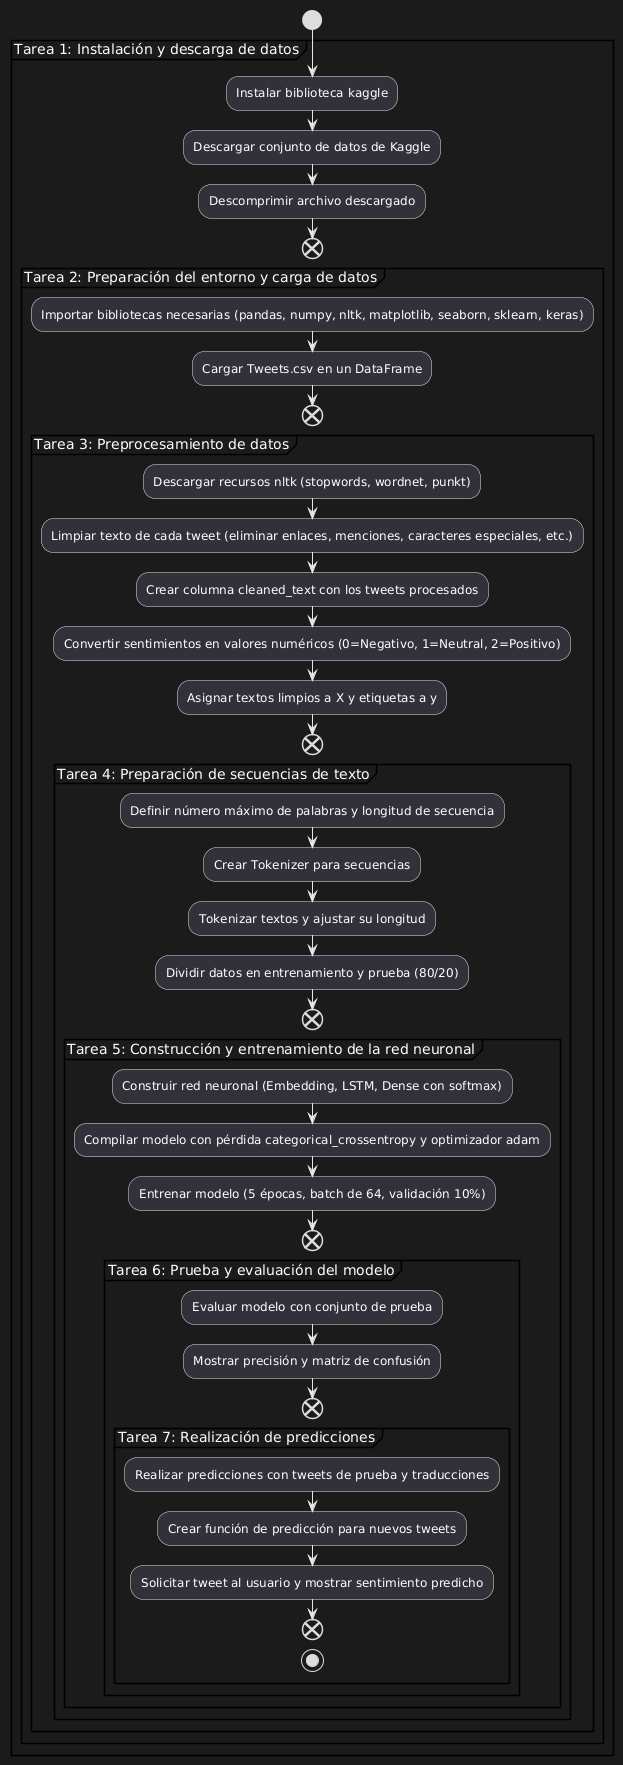 Tarea 1: Instalación y descarga de datos
Instalar biblioteca kaggle
Descargar conjunto de datos de Kaggle
Descomprimir archivo descargado
Tarea 2: Preparación del entorno y carga de datos
Importar bibliotecas necesarias (pandas, numpy, nltk, matplotlib, seaborn, sklearn, keras)
Cargar Tweets.csv en un DataFrame
Tarea 3: Preprocesamiento de datos
Descargar recursos nltk (stopwords, wordnet, punkt)
Limpiar texto de cada tweet (eliminar enlaces, menciones, caracteres especiales, etc.)
Crear columna cleaned_text con los tweets procesados
Convertir sentimientos en valores numéricos (0=Negativo, 1=Neutral, 2=Positivo)
Asignar textos limpios a X y etiquetas a y
Tarea 4: Preparación de secuencias de texto
Definir número máximo de palabras y longitud de secuencia
Crear Tokenizer para secuencias
Tokenizar textos y ajustar su longitud
Dividir datos en entrenamiento y prueba (80/20)
Tarea 5: Construcción y entrenamiento de la red neuronal
Construir red neuronal (Embedding, LSTM, Dense con softmax)
Compilar modelo con pérdida categorical_crossentropy y optimizador adam
Entrenar modelo (5 épocas, batch de 64, validación 10%)
Tarea 6: Prueba y evaluación del modelo
Evaluar modelo con conjunto de prueba
Mostrar precisión y matriz de confusión
Tarea 7: Realización de predicciones
Realizar predicciones con tweets de prueba y traducciones
Crear función de predicción para nuevos tweets
Solicitar tweet al usuario y mostrar sentimiento predicho